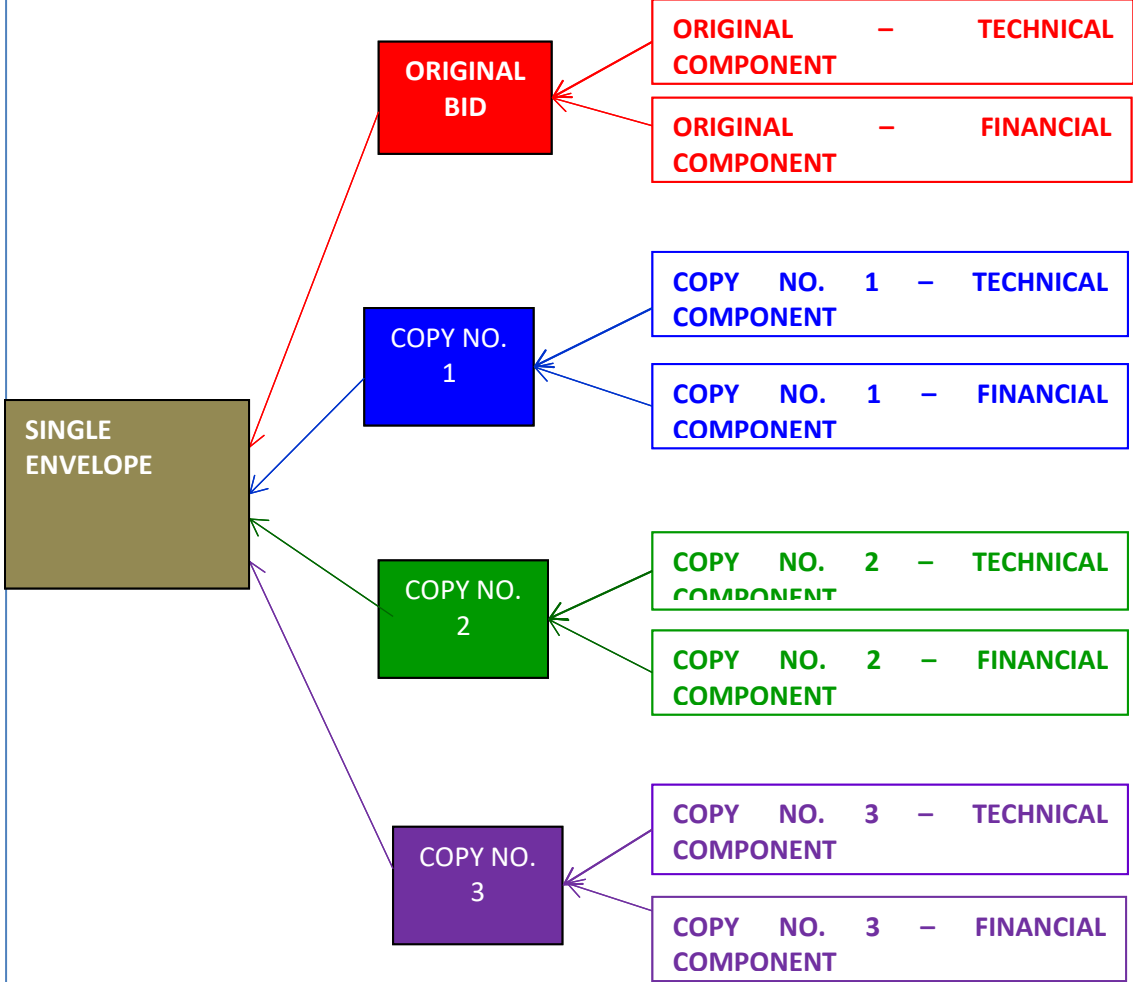 ORIGINAL – TECHNICAL
COMPONENT
ORIGINAL
BID
ORIGINAL – FINANCIAL
COMPONENT
COPY NO. 1 – TECHNICAL
COMPONENT
COPY NO.
1
COPY NO. 1 – FINANCIAL
COMPONENT
SINGLE
ENVELOPE
COPY NO. 2 – TECHNICAL
COMPONENT
COPY NO.
2
COPY NO. 2 – FINANCIAL
COMPONENT
COPY NO. 3 – TECHNICAL
COMPONENT
COPY NO.
3
COPY NO. 3 – FINANCIAL
COMPONENT